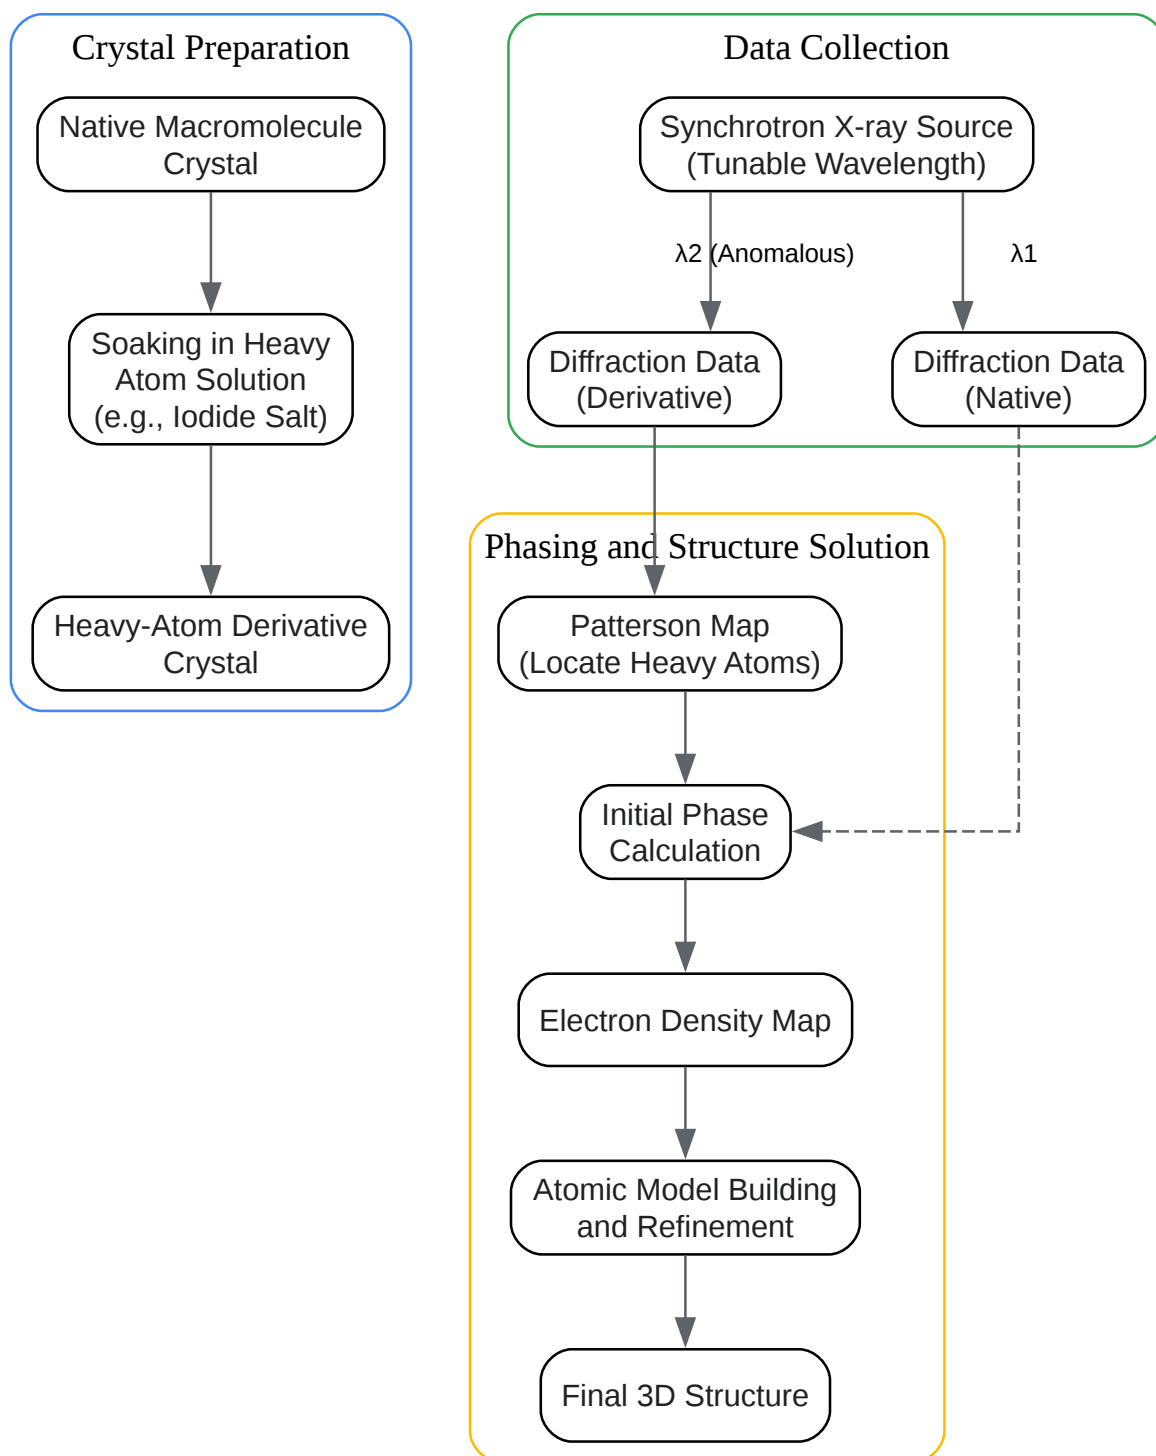 Crystal Preparation
Native Macromolecule
Crystal
Soaking in Heavy
Atom Solution
(e.g., Iodide Salt)
Heavy-Atom Derivative
Crystal
Data Collection
Synchrotron X-ray Source
(Tunable Wavelength)
λ2 (Anomalous)
λ1
Diffraction Data
(Derivative)
Diffraction Data
(Native)
Phasing and Structure Solution
Patterson Map
(Locate Heavy Atoms)
Initial Phase
Calculation
Electron Density Map
Atomic Model Building
and Refinement
Final 3D Structure